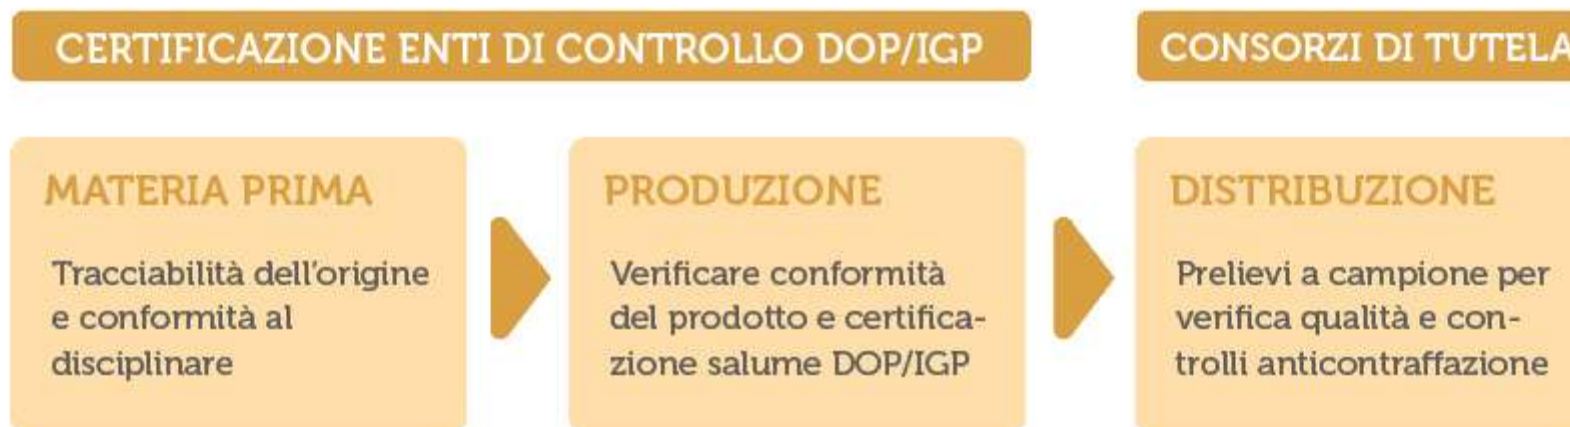 CERTIFICAZIONE ENTI DI CONTROLLO DOP/IGP
CONSORZI DI TUTELA
MATERIA PRIMA
Tracciabilità dell'origine
e conformità al
disciplinare
PRODUZIONE
Verificare conformità
del prodotto e certifica-
zione salume DOP/IGP
DISTRIBUZIONE
Prelievi a campione per
verifica qualità e con-
trolli anticontraffazione